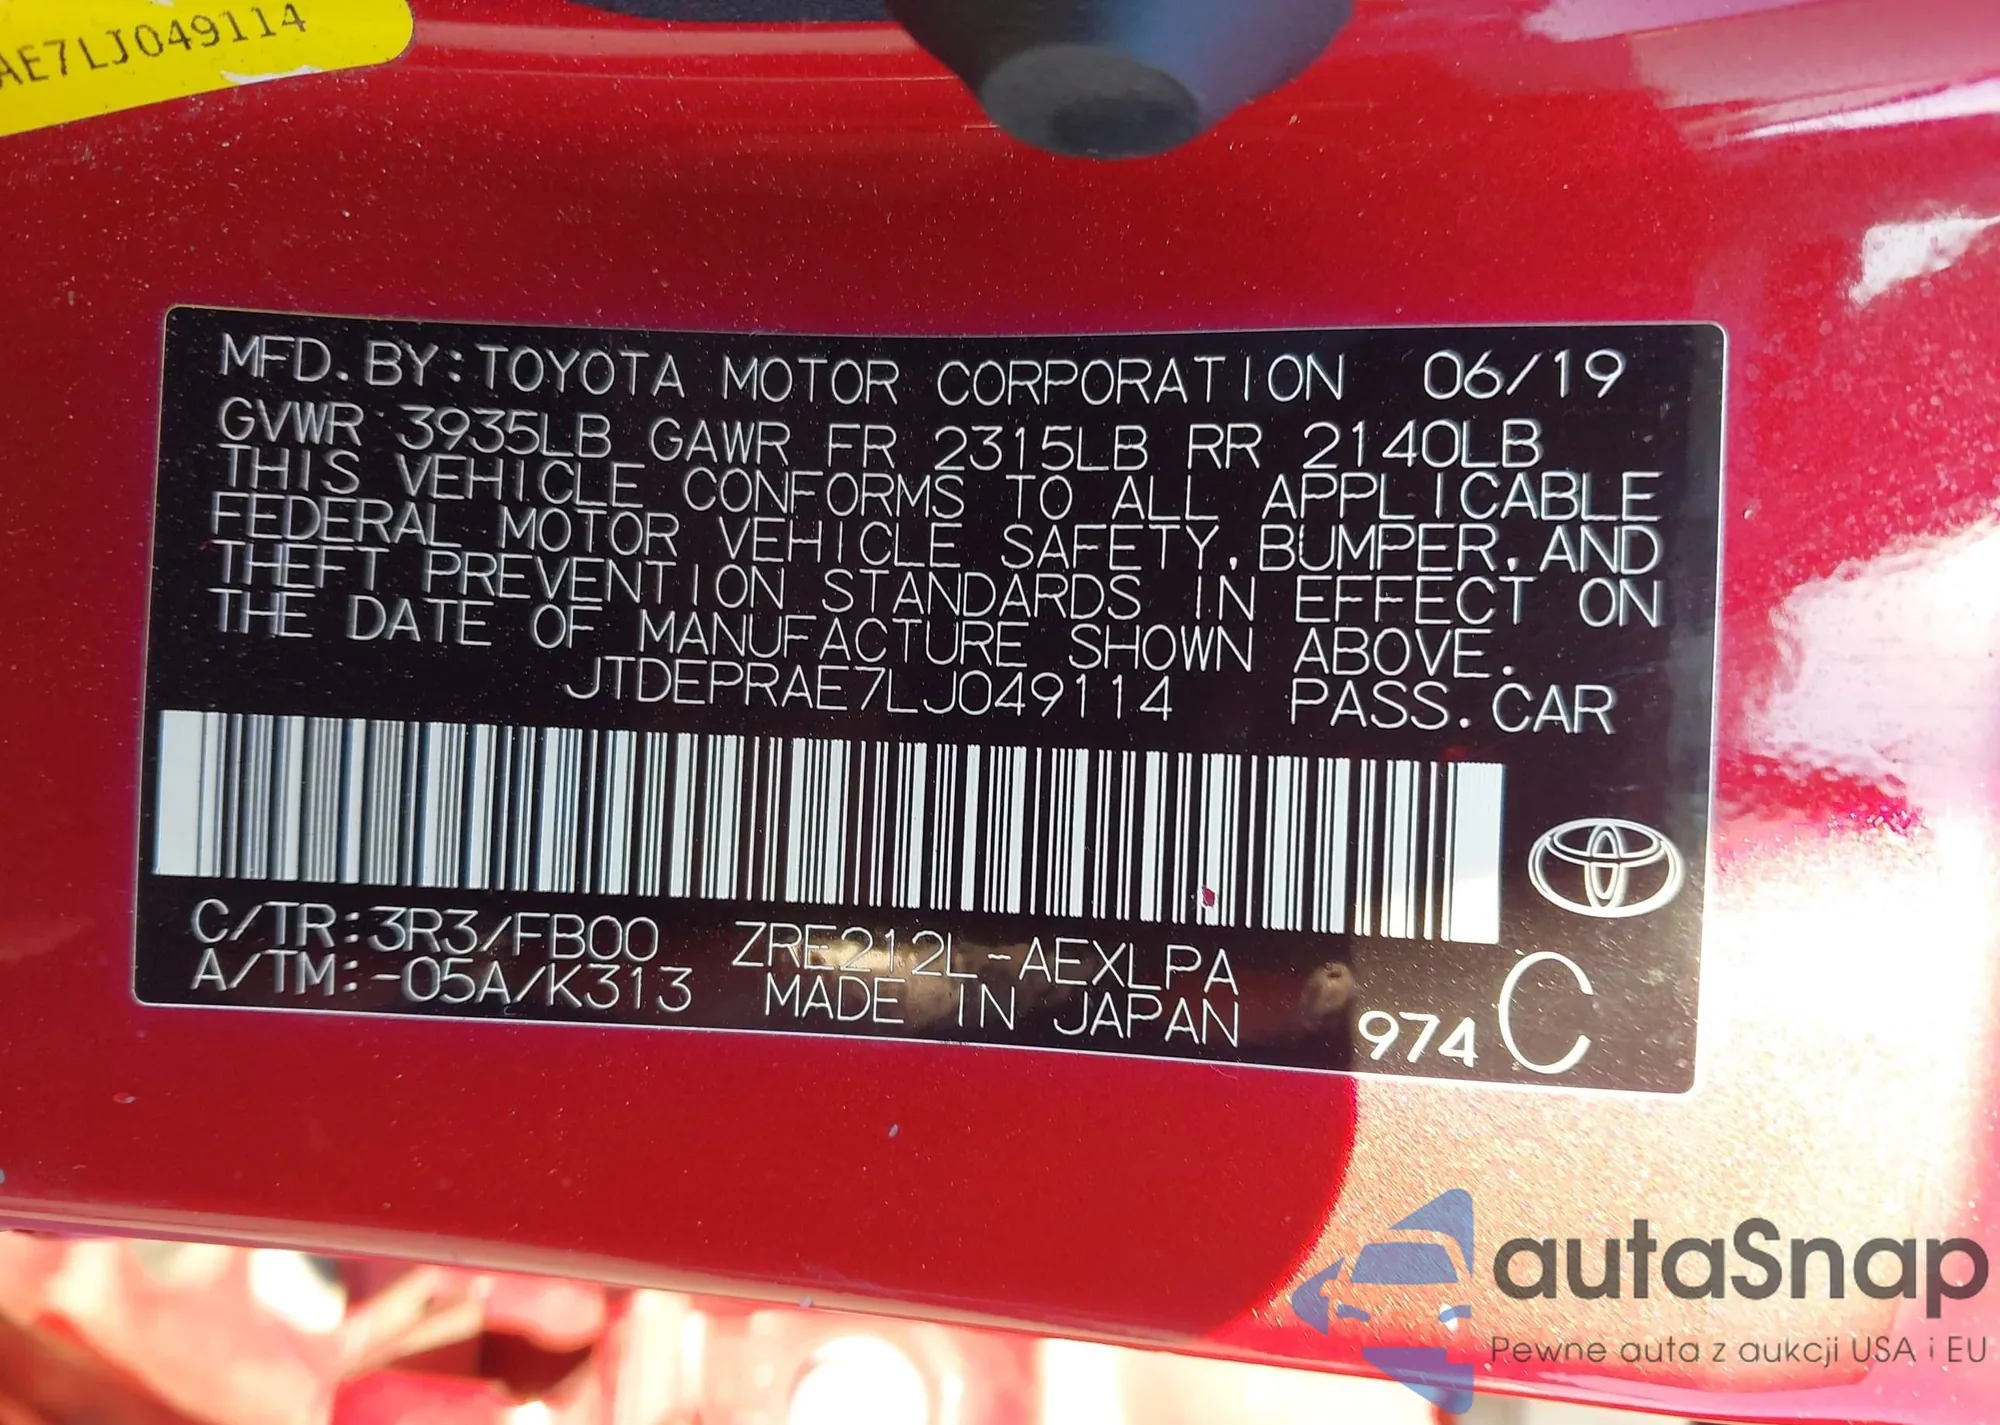 AE7LJ049114
MFD. BY: TOYOTA MOTOR CORPORATION 06/19
GVWR 3935LB GAWR FR 2315LB RR 2140LB
THIS VEHICLE CONFORMS TO ALL APPLICABLE
FEDERAL MOTOR VEHICLE SAFETY, BUMPER, AND
THEFT PREVENTION STANDARDS IN EFFECT ON
THE DATE OF MANUFACTURE SHOWN ABOVE.
JTDEPRAE7LJ049114 PASS. CAR
C/TR: 3R3/FB00 ZRE212L-AEXLPA
A/TM: -05A/K313 MADE IN JAPAN 974 C
autaSnap
Pewne auta z aukcji USA i EU